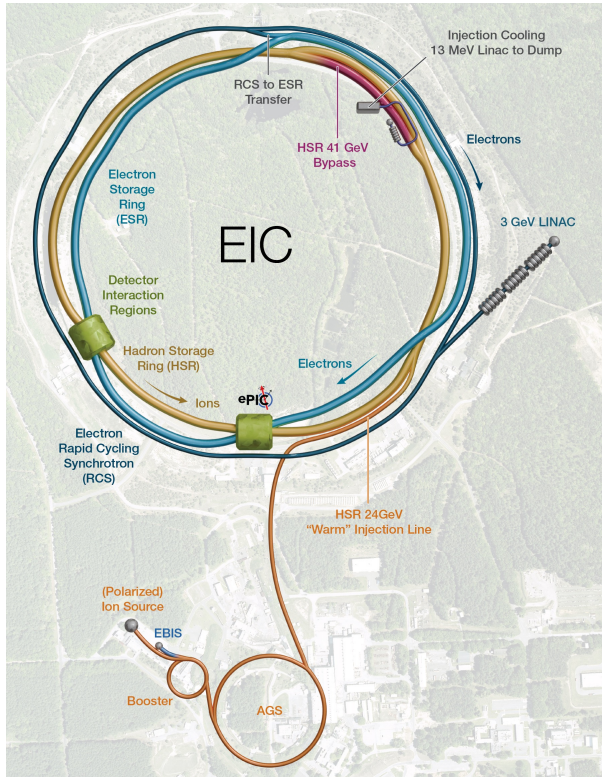 Injection Cooling
13 MeV Linac to Dump
RCS to ESR
Transfer
HSR 41 GeV
Bypass
Electrons
Electron
Storage
Ring
(ESR)
3 GeV LINAC
EIC
Detector
Interaction
Regions
Hadron Storage
Ring (HSR)
Electrons
Ions
ePIC
Electron
Rapid Cycling
Synchrotron
(RCS)
HSR 24GeV
“Warm” Injection Line
(Polarized)
Ion Source
EBIS
Booster
AGS